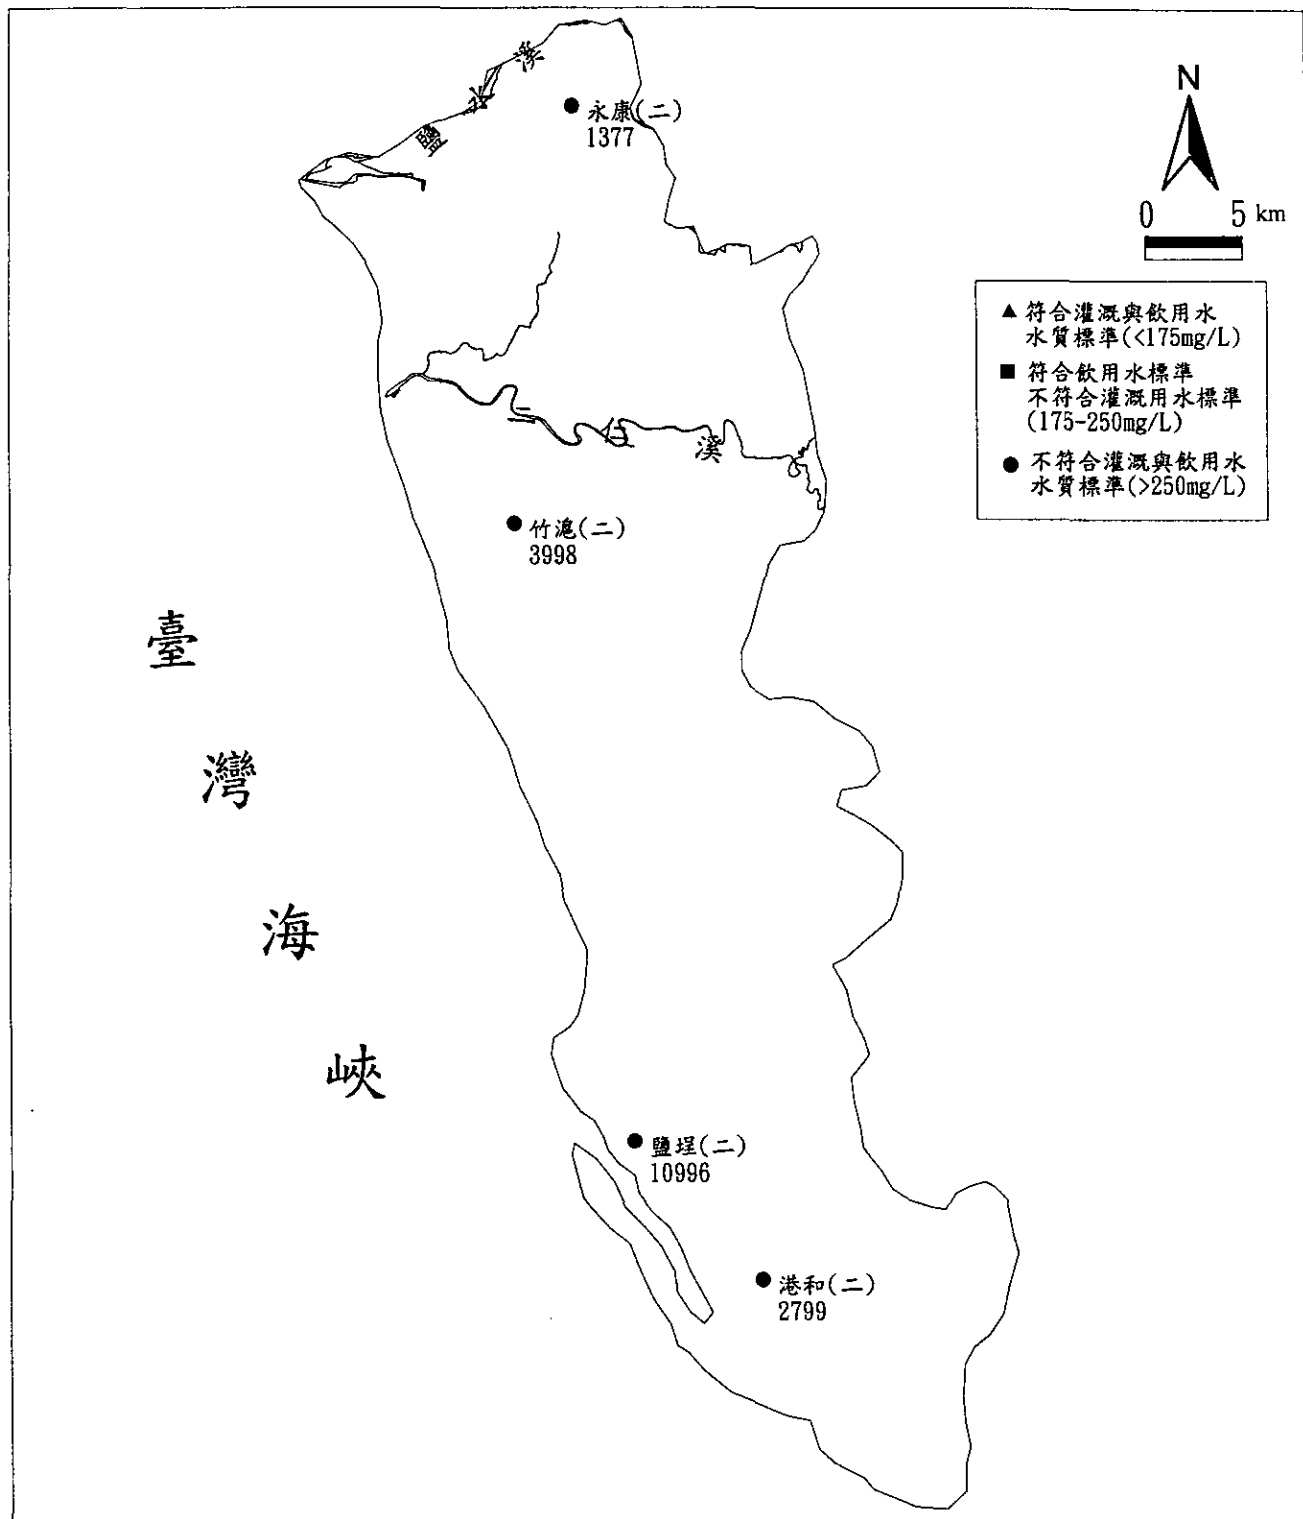 鹽水溪
永康(二)
1377
N
0 5 km
▲ 符合灌溉與飲用水
水質標準(<175mg/L)
■ 符合飲用水標準
不符合灌溉用水標準
(175-250mg/L)
● 不符合灌溉與飲用水
水質標準(>250mg/L)
二仁溪
竹滬(二)
3998
臺灣海峽
鹽埕(二)
10996
港和(二)
2799